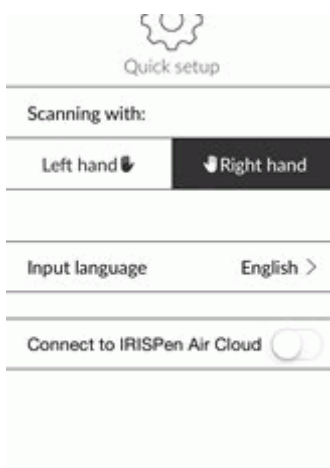 Quick setup
Scanning with:
Left hand Right hand
Input language English >
Connect to IRISPen Air Cloud